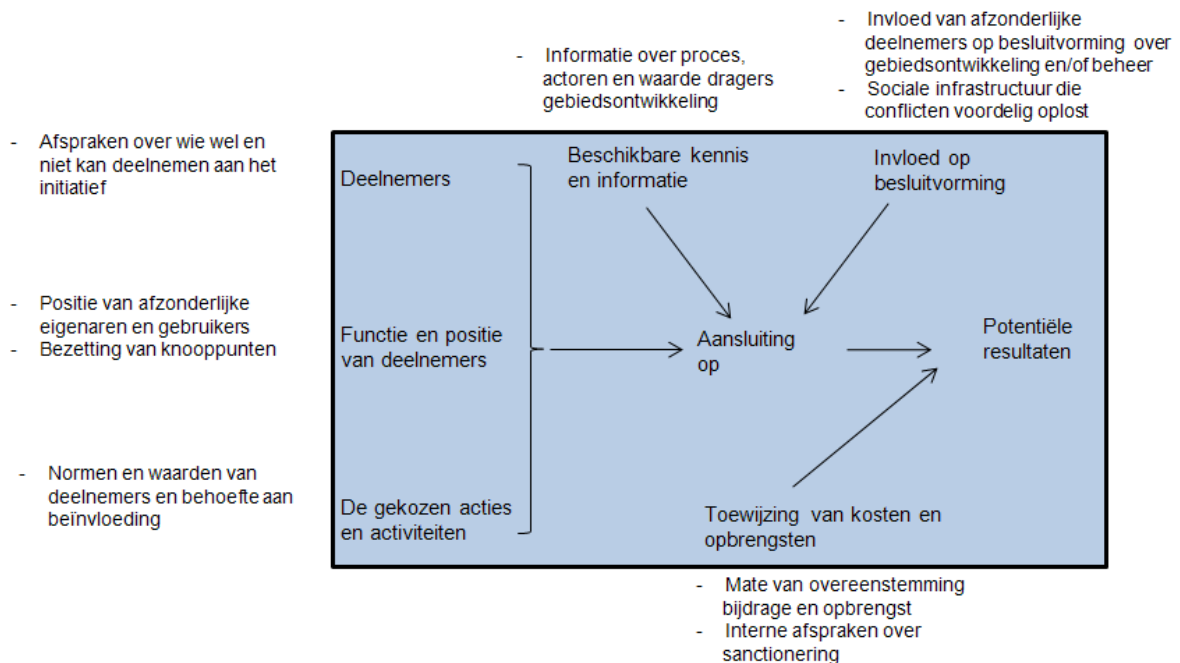 - Invloed van afzonderlijke
deelnemers op besluitvorming over
gebiedsontwikkeling en/of beheer
- Sociale infrastructuur die
conflicten voordelig oplost
- Informatie over proces,
actoren en waarde dragers
gebiedsontwikkeling
- Afspraken over wie wel en
niet kan deelnemen aan het
initiatief
Deelnemers
Beschikbare kennis
en informatie
Invloed op
besluitvorming
- Positie van afzonderlijke
eigenaren en gebruikers
- Bezetting van knooppunten
Functie en positie
van deelnemers
Aansluiting
op
Potentiële
resultaten
- Normen en waarden van
deelnemers en behoefte aan
beïnvloeding
De gekozen acties
en activiteiten
Toewijzing van kosten en
opbrengsten
- Mate van overeenstemming
bijdrage en opbrengst
- Interne afspraken over
sanctionering